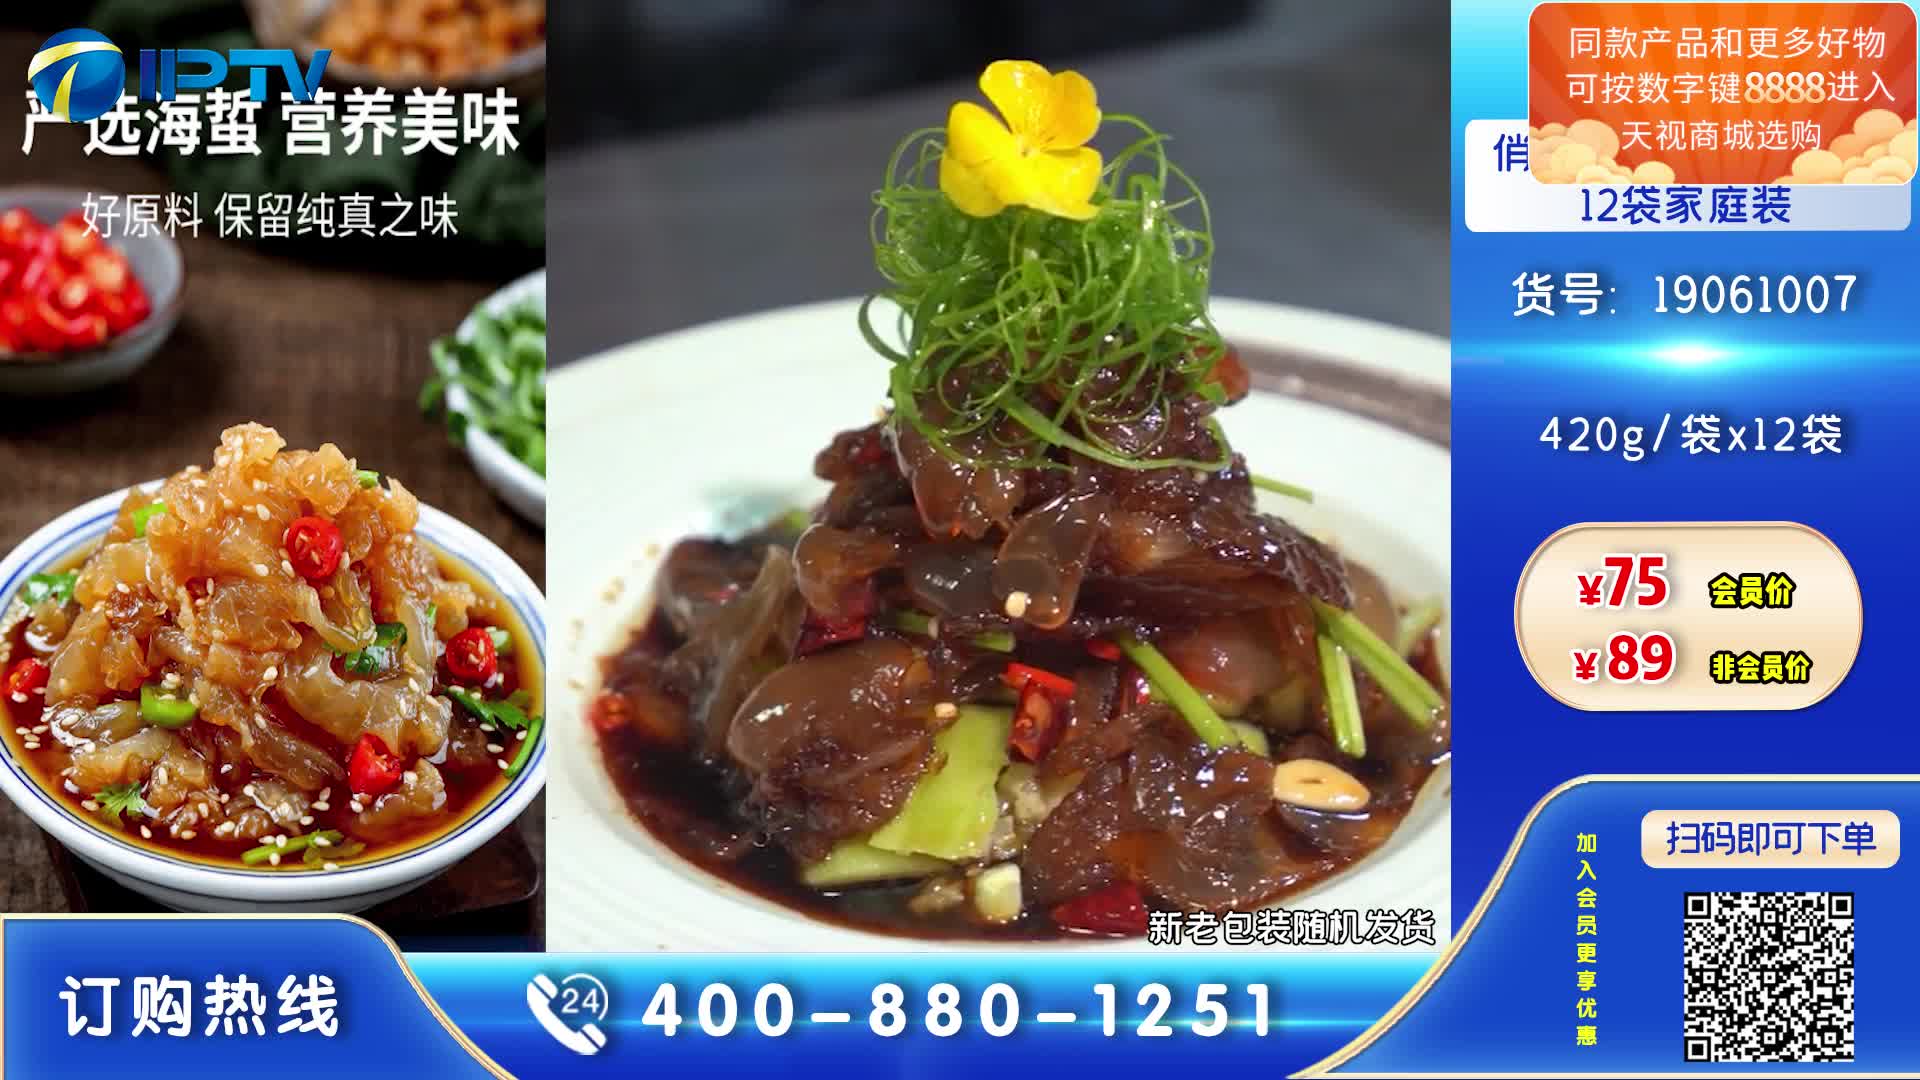 IPTV
严选海蜇 营养美味
好原料 保留纯真之味
同款产品和更多好物
可按数字键8888进入
天视商城选购
俏
12袋家庭装
货号: 19061007
420g/袋x12袋
¥75 会员价
¥89 非会员价
新老包装随机发货
加入会员更享优惠
扫码即可下单
订购热线
24
400-880-1251